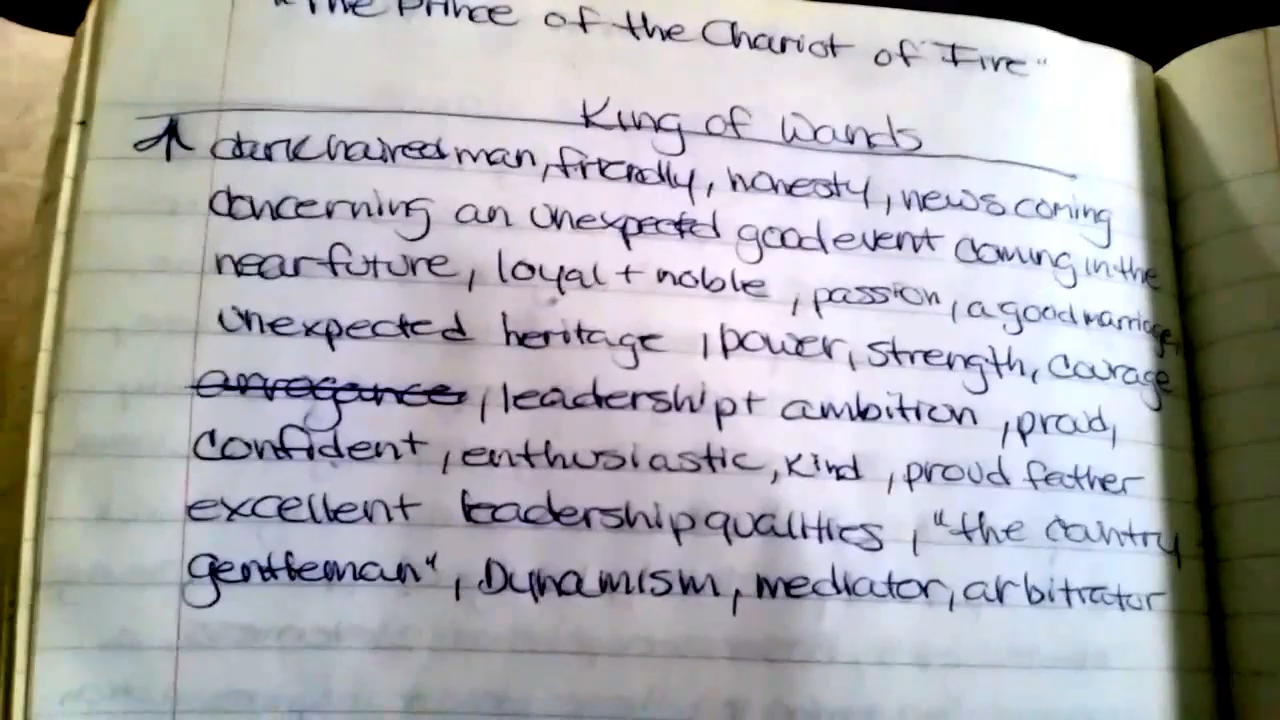 "The Prince of the Chariot of Fire"
King of Wands
↑ dark haired man, friendly, honesty, news coming
concerning an unexpected good event coming in the
near future, loyal + noble, passion, a good marriage,
unexpected heritage, power, strength, courage
arrogance, leadership + ambition, proud,
confident, enthusiastic, kind, proud father
excellent leadership qualities, "the country
gentleman", Dynamism, mediator, arbitrator